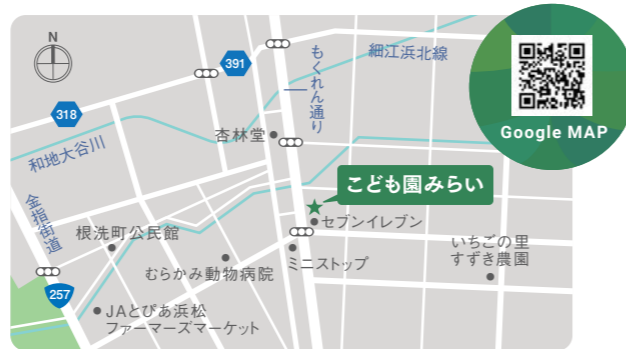 N
391
318
細江浜北線
もくれん通り
Google MAP
和地大谷川
杏林堂
こども園みらい
金指街道
セブンイレブン
根洗町公民館
いちごの里
すずき農園
むらかみ動物病院
ミニストップ
257
JAとぴあ浜松
ファーマーズマーケット